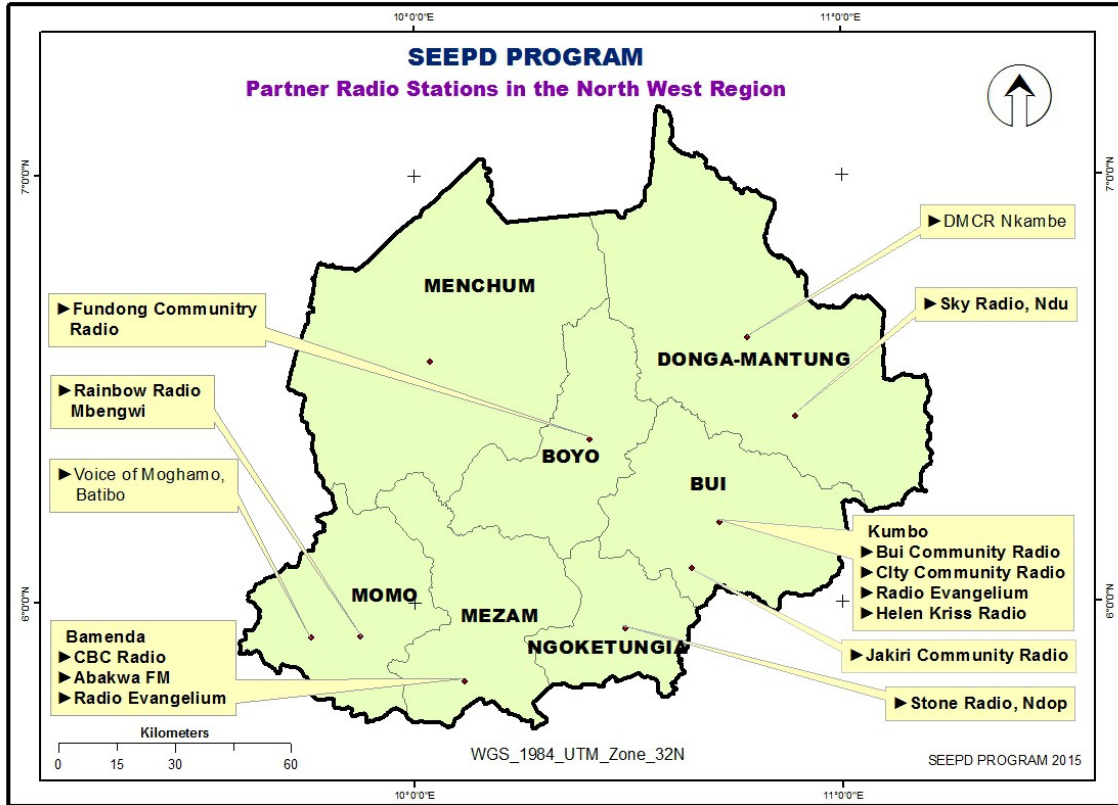 10°0'0"E
11°0'0"E
SEEPD PROGRAM
Partner Radio Stations in the North West Region
7°0'0"N
7°0'0"N
►DMCR Nkambe
MENCHUM
►Fundong Communitry
Radio
►Sky Radio, Ndu
DONGA-MANTUNG
►Rainbow Radio
Mbengwi
BOYO
BUI
►Voice of Moghamo,
Batibo
Kumbo
►Bui Community Radio
►CIty Community Radio
►Radio Evangelium
►Helen Kriss Radio
6°0'0"N
6°0'0"N
MOMO
MEZAM
NGOKETUNGIA
Bamenda
►CBC Radio
►Abakwa FM
►Radio Evangelium
►Jakiri Community Radio
►Stone Radio, Ndop
Kilometers
0 15 30 60
WGS_1984_UTM_Zone_32N
SEEPD PROGRAM 2015
10°0'0"E
11°0'0"E